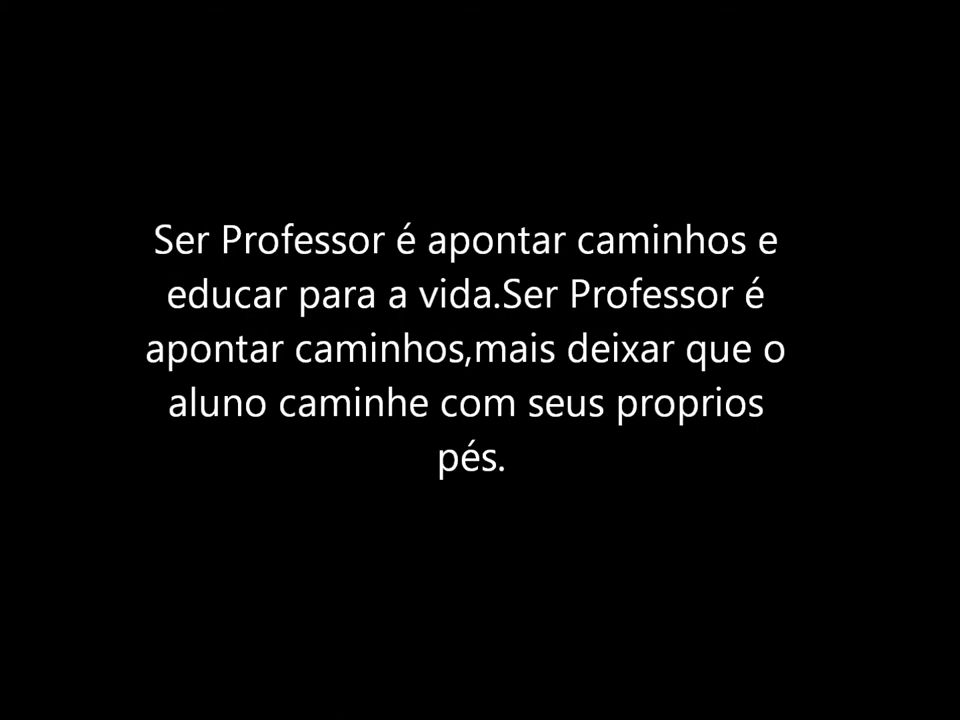 Ser Professor é apontar caminhos e
educar para a vida.Ser Professor é
apontar caminhos,mais deixar que o
aluno caminhe com seus proprios
pés.